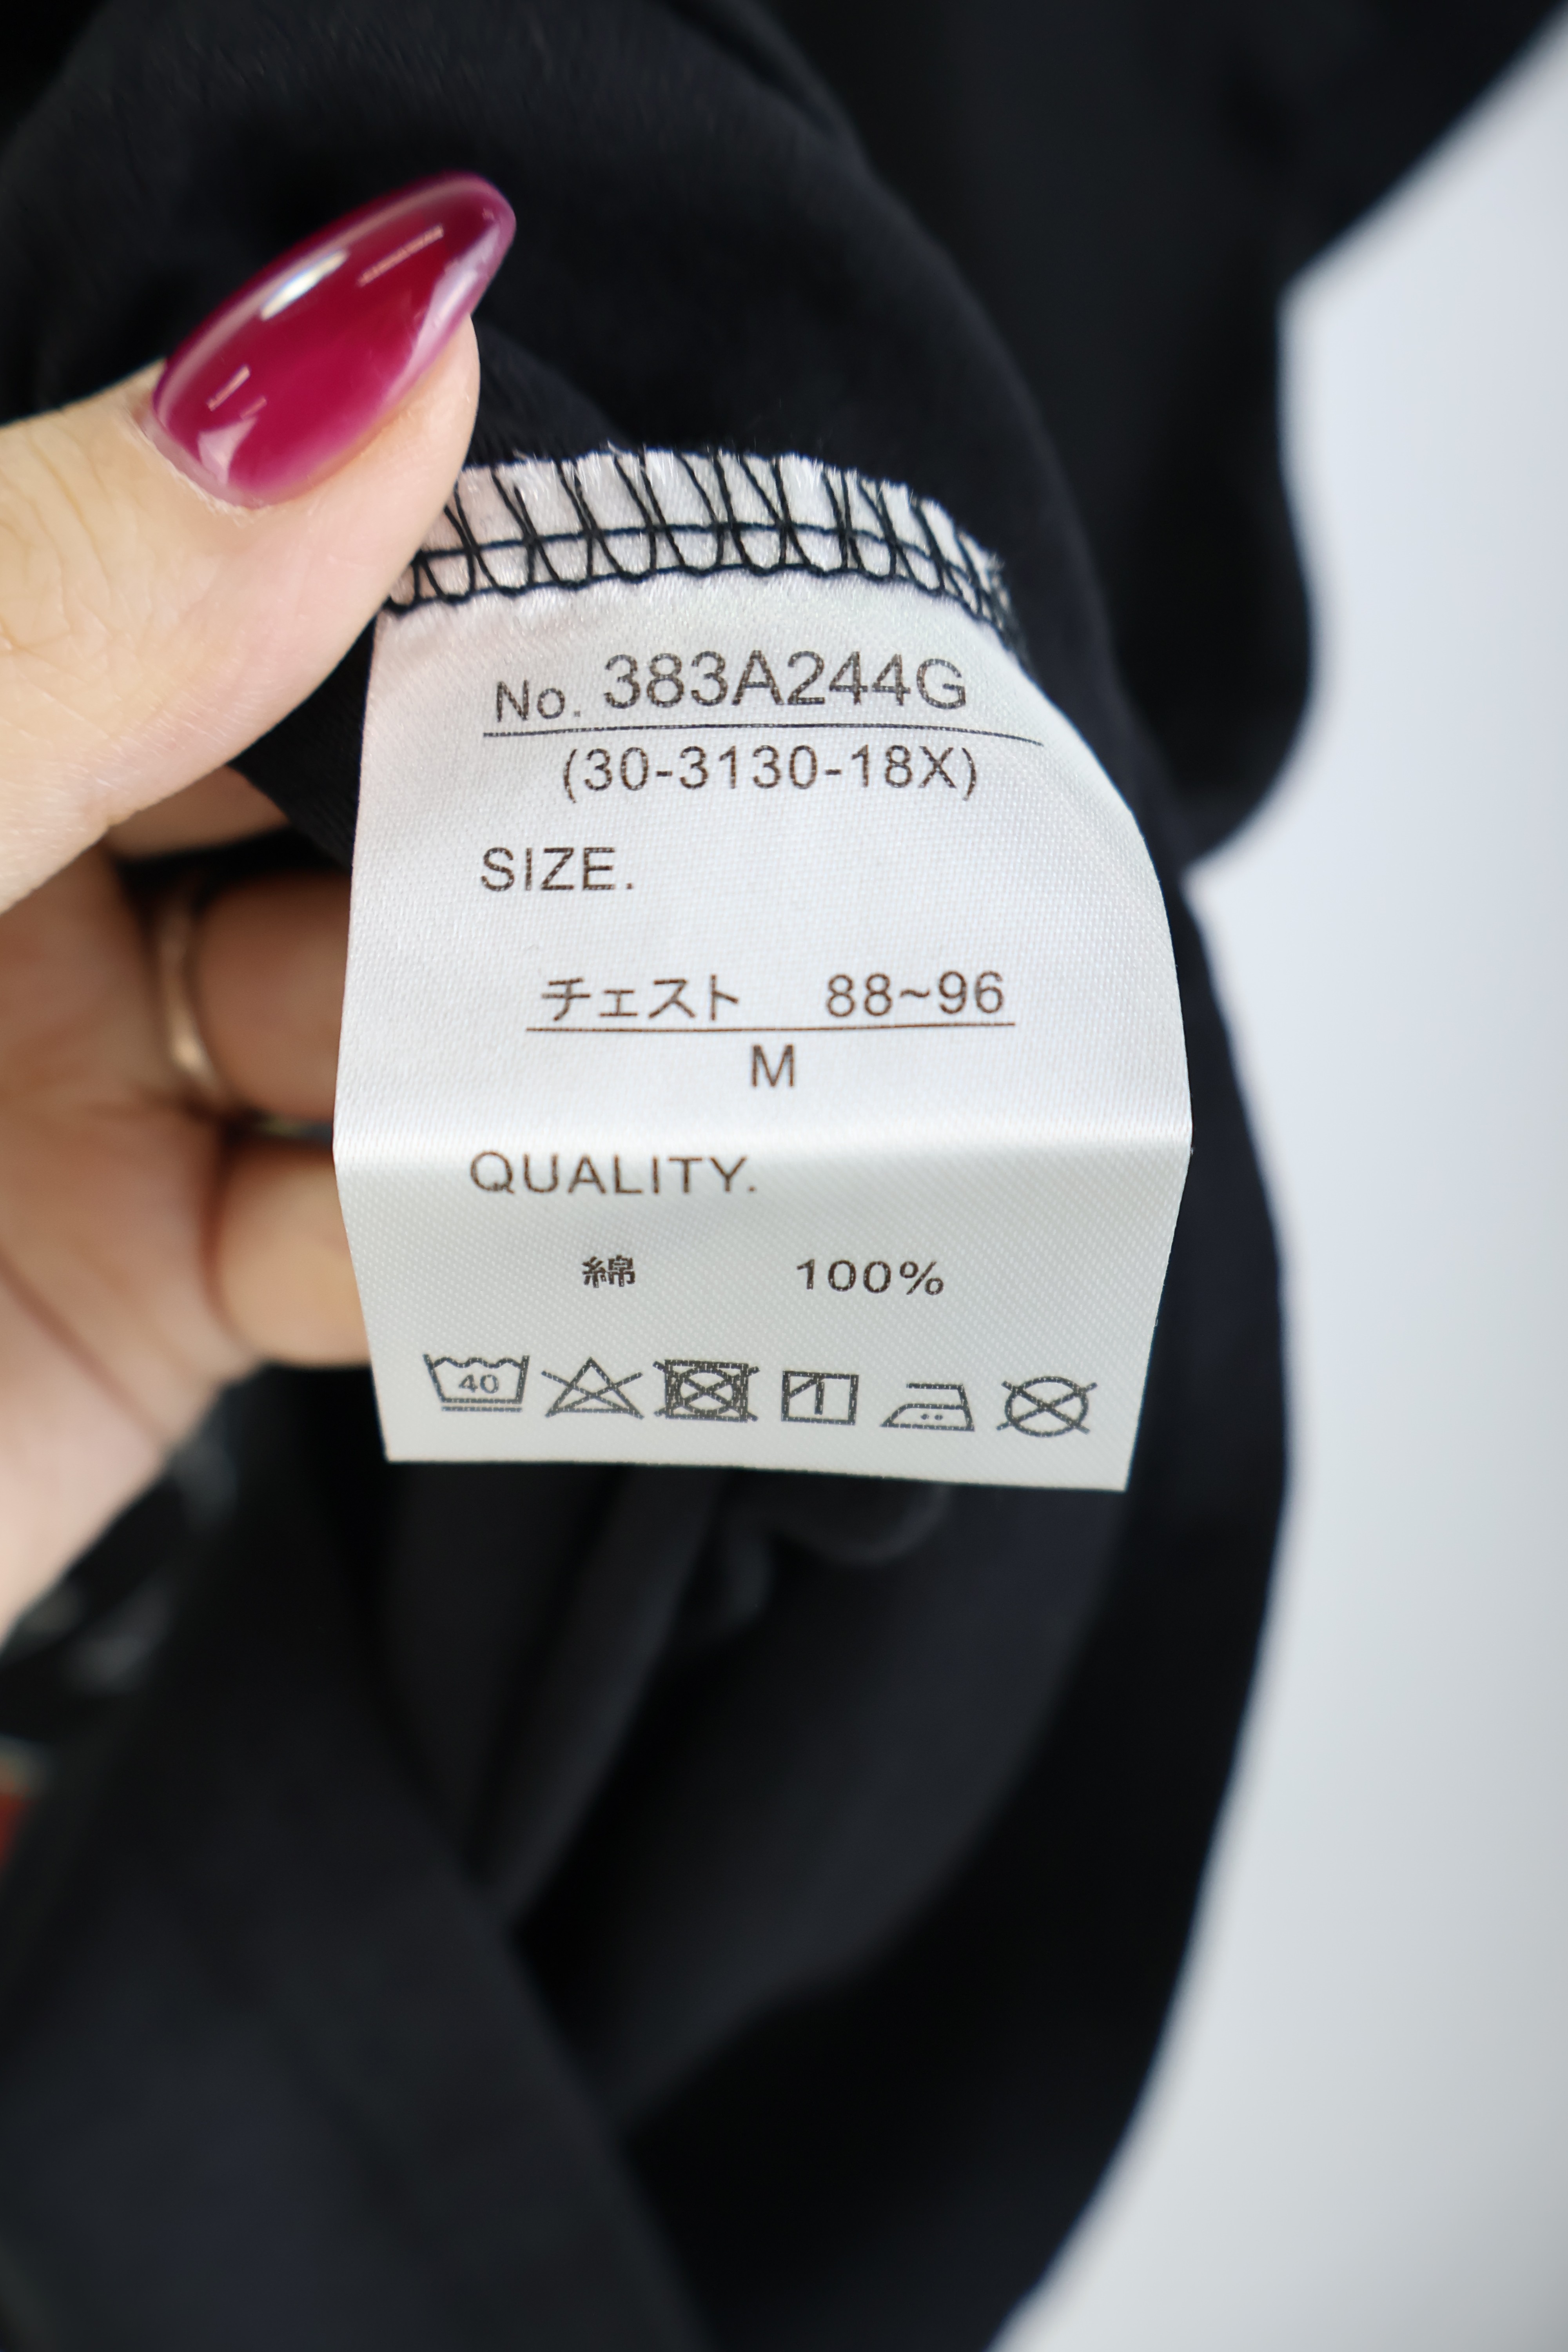 No. 383A244G
(30-3130-18X)
SIZE.
チェスト 88~96
M
QUALITY.
綿 100%
40